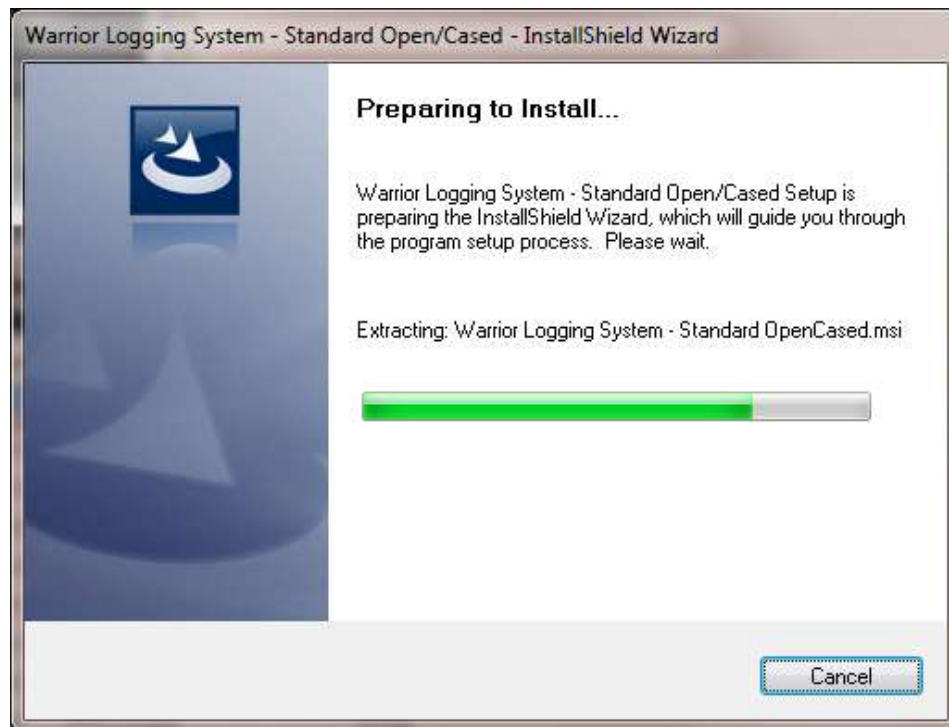 Warrior Logging System - Standard Open/Cased - InstallShield Wizard
Preparing to Install...
Warrior Logging System - Standard Open/Cased Setup is
preparing the InstallShield Wizard, which will guide you through
the program setup process.  Please wait.
Extracting: Warrior Logging System - Standard OpenCased.msi
Cancel